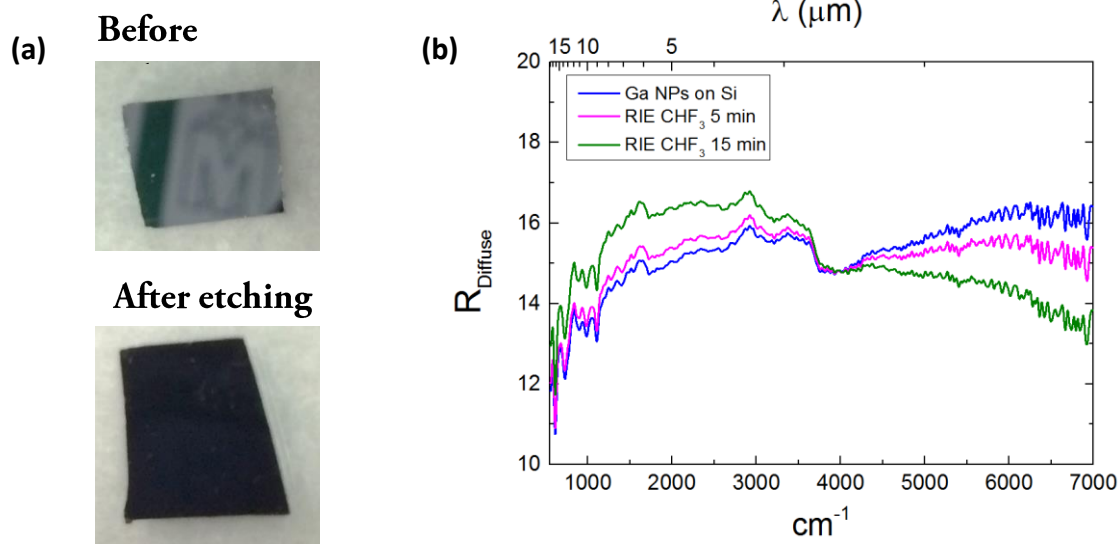 (a)
Before
M
After etching
(b)
λ (μm)
15 10 5
20
18
16
14
12
10
R_Diffuse
Ga NPs on Si
RIE CHF₃ 5 min
RIE CHF₃ 15 min
1000 2000 3000 4000 5000 6000 7000
cm⁻¹